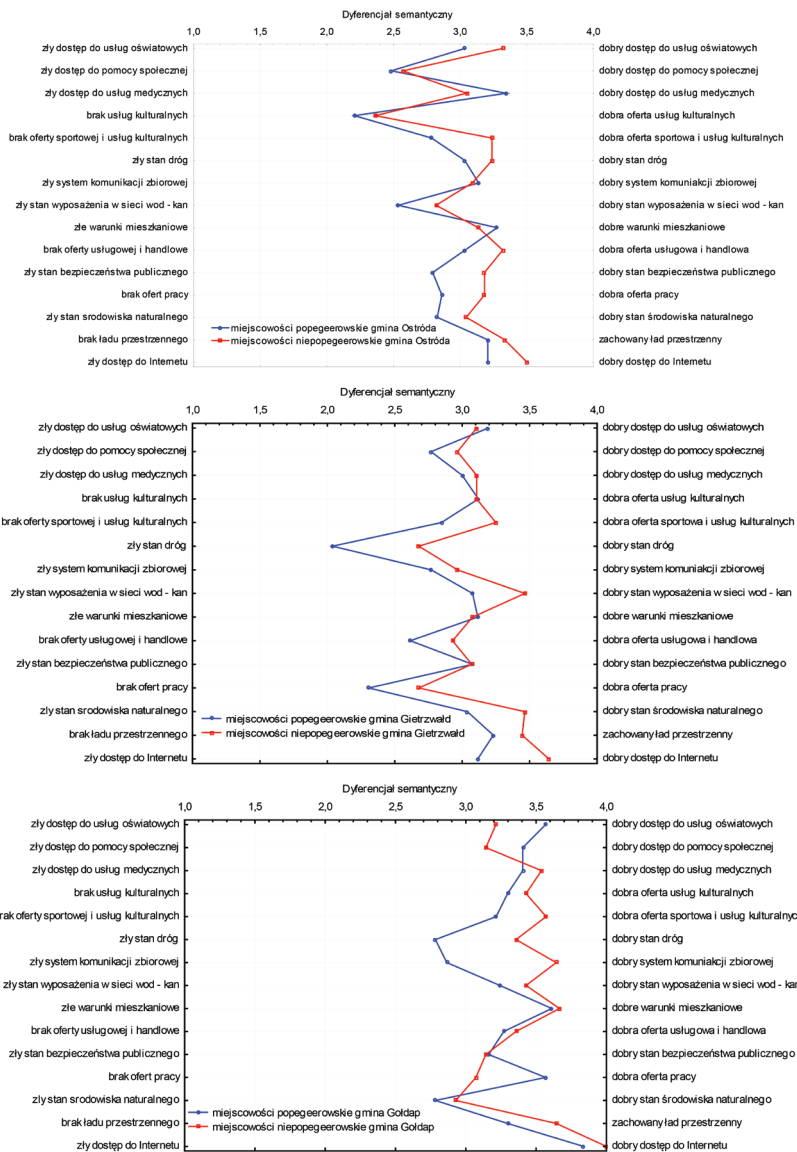 Dyferencjał semantyczny
1,0 1,5 2,0 2,5 3,0 3,5 4,0
zły dostęp do usług oświatowych dobry dostęp do usług oświatowych
zły dostęp do pomocy społecznej dobry dostęp do pomocy społecznej
zły dostęp do usług medycznych dobry dostęp do usług medycznych
brak usług kulturalnych dobra oferta usług kulturalnych
brak oferty sportowej i usług kulturalnych dobra oferta sportowa i usług kulturalnych
zły stan dróg dobry stan dróg
zły system komunikacji zbiorowej dobry system komuniakcji zbiorowej
zły stan wyposażenia w sieci wod - kan dobry stan wyposażenia w sieci wod - kan
złe warunki mieszkaniowe dobre warunki mieszkaniowe
brak oferty usługowej i handlowe dobra oferta usługowa i handlowa
zły stan bezpieczeństwa publicznego dobry stan bezpieczeństwa publicznego
brak ofert pracy dobra oferta pracy
zly stan srodowiska naturalnego dobry stan środowiska naturalnego
miejscowości popegeerowskie gmina Ostróda
brak ładu przestrzennego zachowany ład przestrzenny
miejscowości niepopegeerowskie gmina Ostróda
zły dostęp do Internetu dobry dostęp do Internetu
Dyferencjał semantyczny
1,0 1,5 2,0 2,5 3,0 3,5 4,0
zły dostęp do usług oświatowych dobry dostęp do usług oświatowych
zły dostęp do pomocy społecznej dobry dostęp do pomocy społecznej
zły dostęp do usług medycznych dobry dostęp do usług medycznych
brak usług kulturalnych dobra oferta usług kulturalnych
brak oferty sportowej i usług kulturalnych dobra oferta sportowa i usług kulturalnych
zły stan dróg dobry stan dróg
zły system komunikacji zbiorowej dobry system komuniakcji zbiorowej
zły stan wyposażenia w sieci wod - kan dobry stan wyposażenia w sieci wod - kan
złe warunki mieszkaniowe dobre warunki mieszkaniowe
brak oferty usługowej i handlowe dobra oferta usługowa i handlowa
zły stan bezpieczeństwa publicznego dobry stan bezpieczeństwa publicznego
brak ofert pracy dobra oferta pracy
zly stan srodowiska naturalnego dobry stan środowiska naturalnego
miejscowości popegeerowskie gmina Gietrzwałd
brak ładu przestrzennego zachowany ład przestrzenny
miejscowości niepopegeerowskie gmina Gietrzwałd
zły dostęp do Internetu dobry dostęp do Internetu
Dyferencjał semantyczny
1,0 1,5 2,0 2,5 3,0 3,5 4,0
zły dostęp do usług oświatowych dobry dostęp do usług oświatowych
zły dostęp do pomocy społecznej dobry dostęp do pomocy społecznej
zły dostęp do usług medycznych dobry dostęp do usług medycznych
brak usług kulturalnych dobra oferta usług kulturalnych
rak oferty sportowej i usług kulturalnych dobra oferta sportowa i usług kulturalnyc
zły stan dróg dobry stan dróg
zły system komunikacji zbiorowej dobry system komuniakcji zbiorowej
zły stan wyposażenia w sieci wod - kan dobry stan wyposażenia w sieci wod - kan
złe warunki mieszkaniowe dobre warunki mieszkaniowe
brak oferty usługowej i handlowe dobra oferta usługowa i handlowa
zły stan bezpieczeństwa publicznego dobry stan bezpieczeństwa publicznego
brak ofert pracy dobra oferta pracy
zly stan srodowiska naturalnego dobry stan środowiska naturalnego
miejscowości popegeerowskie gmina Gołdap
brak ładu przestrzennego zachowany ład przestrzenny
miejscowości niepopegeerowskie gmina Gołdap
zły dostęp do Internetu dobry dostęp do Internetu